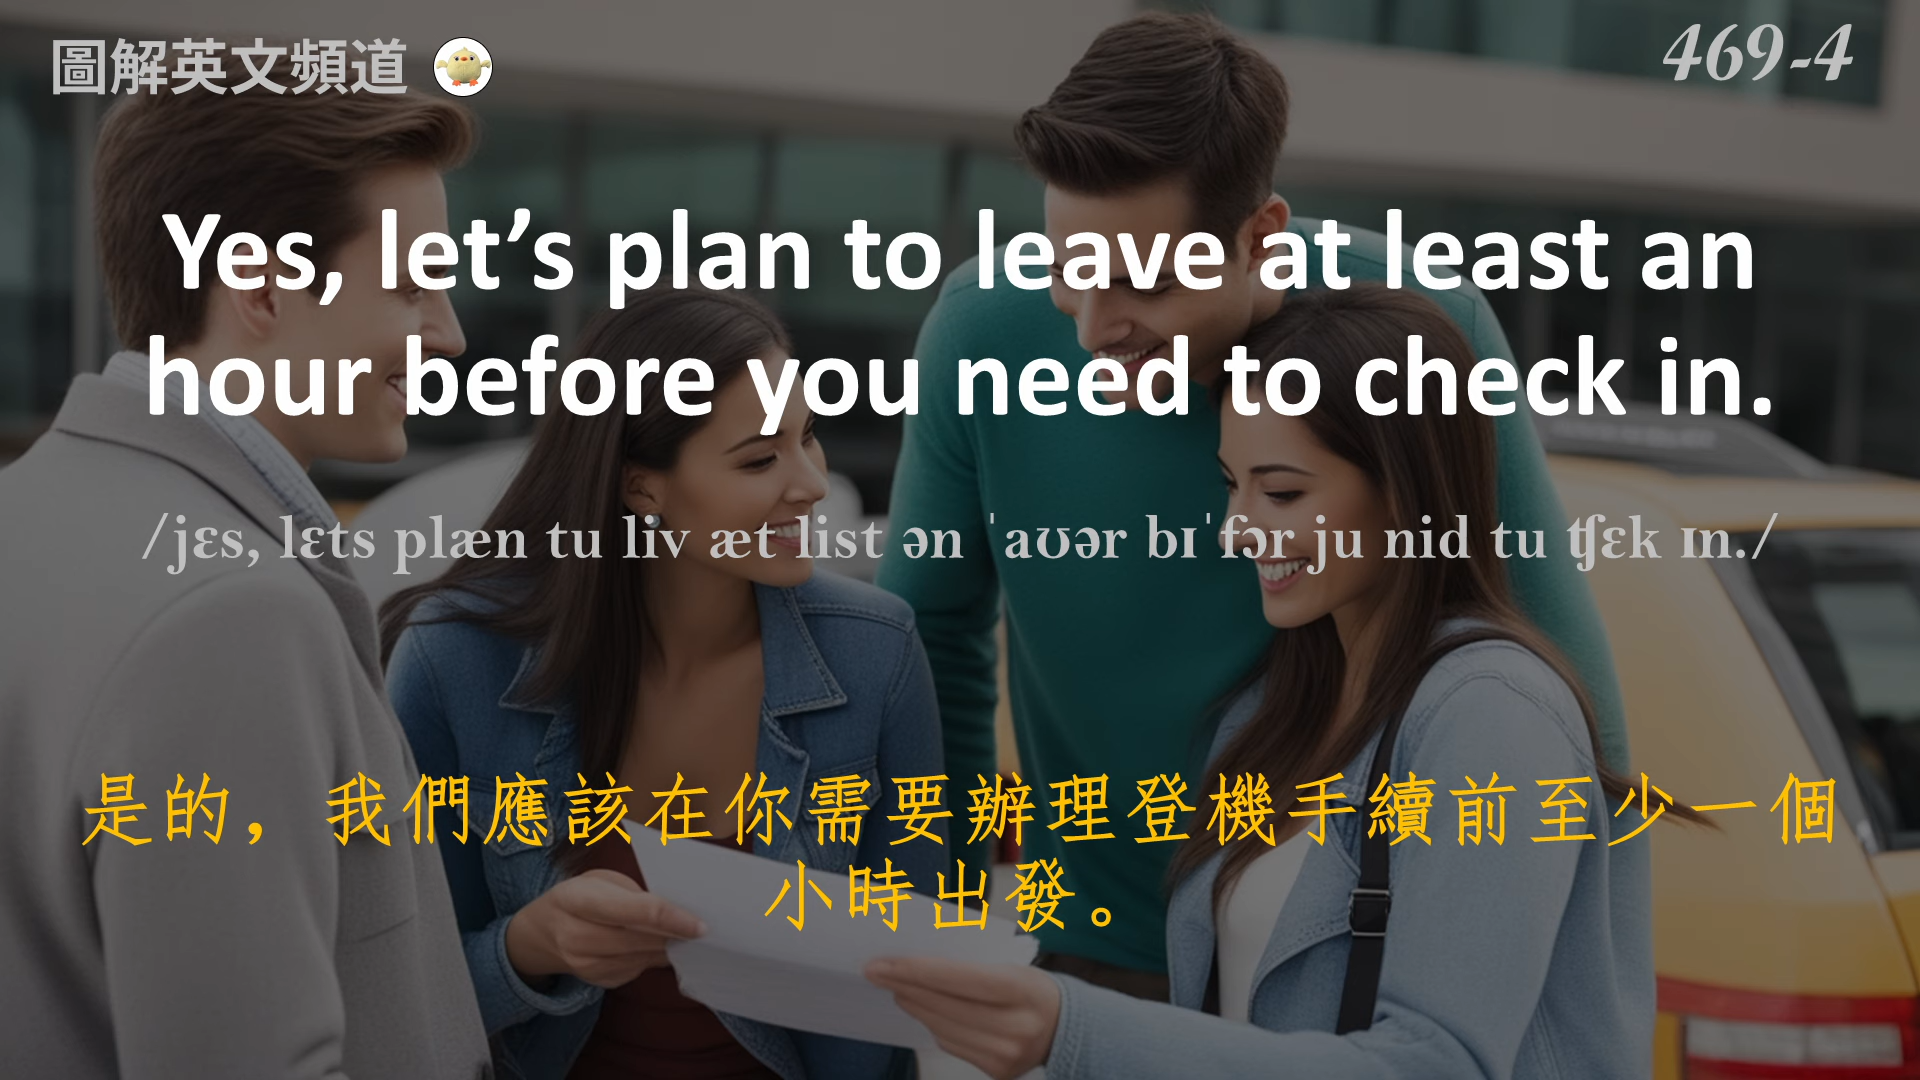 圖解英文頻道
469-4
Yes, let’s plan to leave at least an
hour before you need to check in.
/jɛs, lɛts plæn tu liv æt list ən ˈaʊər bɪˈfɔr ju nid tu ʧɛk ɪn./
是的，我們應該在你需要辦理登機手續前至少一個
小時出發。